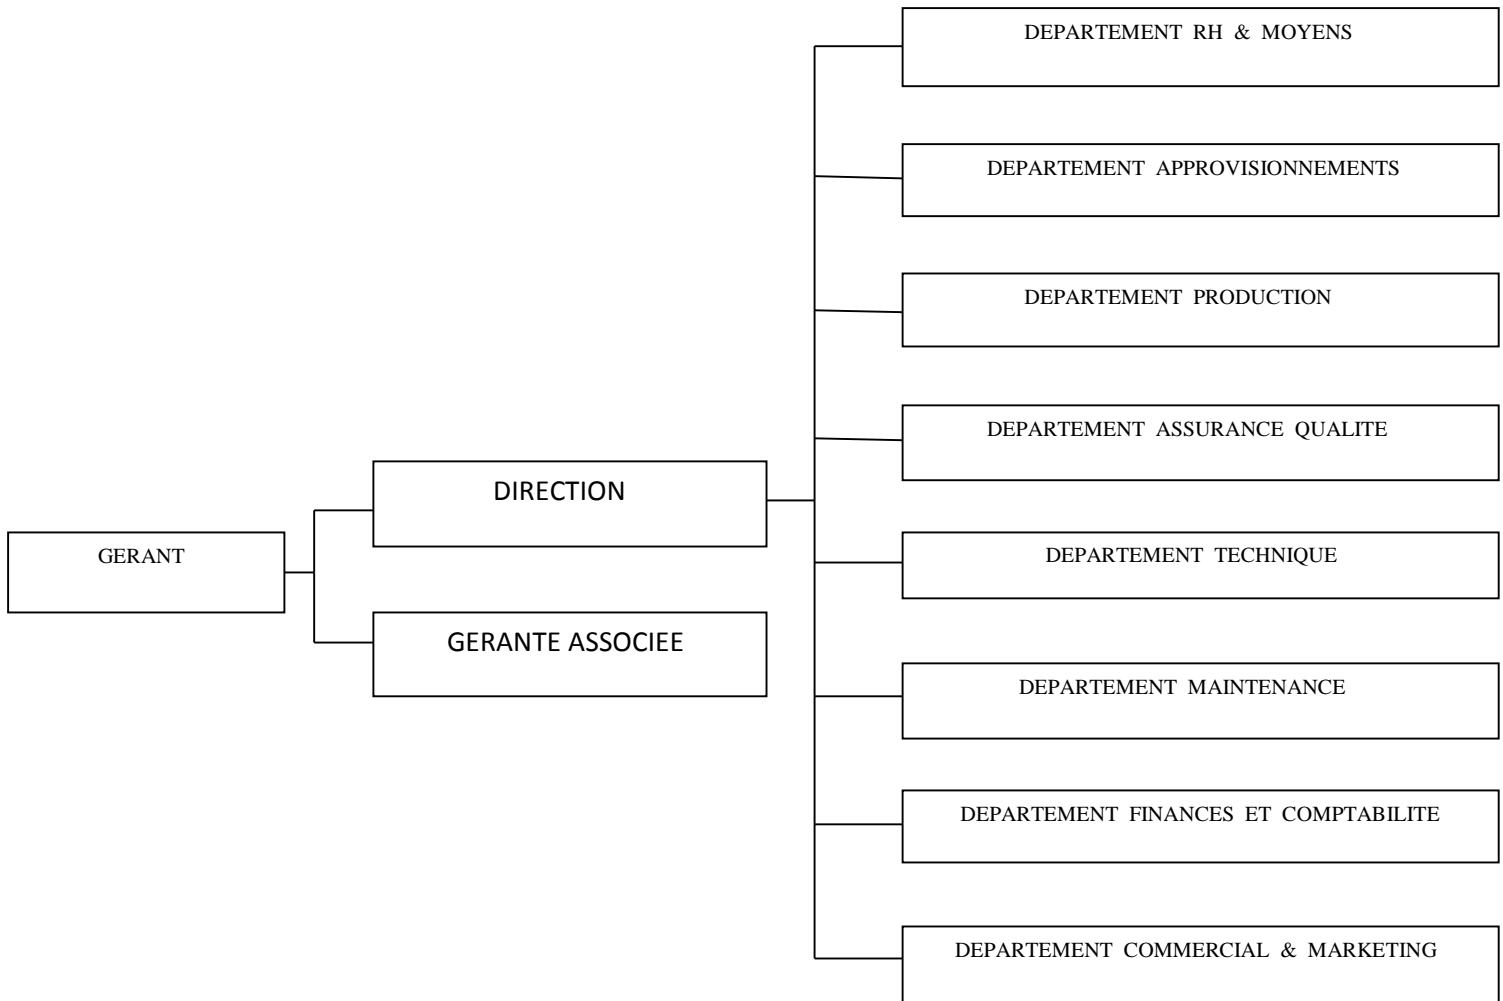 GERANT
DIRECTION
GERANTE ASSOCIEE
DEPARTEMENT RH & MOYENS
DEPARTEMENT APPROVISIONNEMENTS
DEPARTEMENT PRODUCTION
DEPARTEMENT ASSURANCE QUALITE
DEPARTEMENT TECHNIQUE
DEPARTEMENT MAINTENANCE
DEPARTEMENT FINANCES ET COMPTABILITE
DEPARTEMENT COMMERCIAL & MARKETING